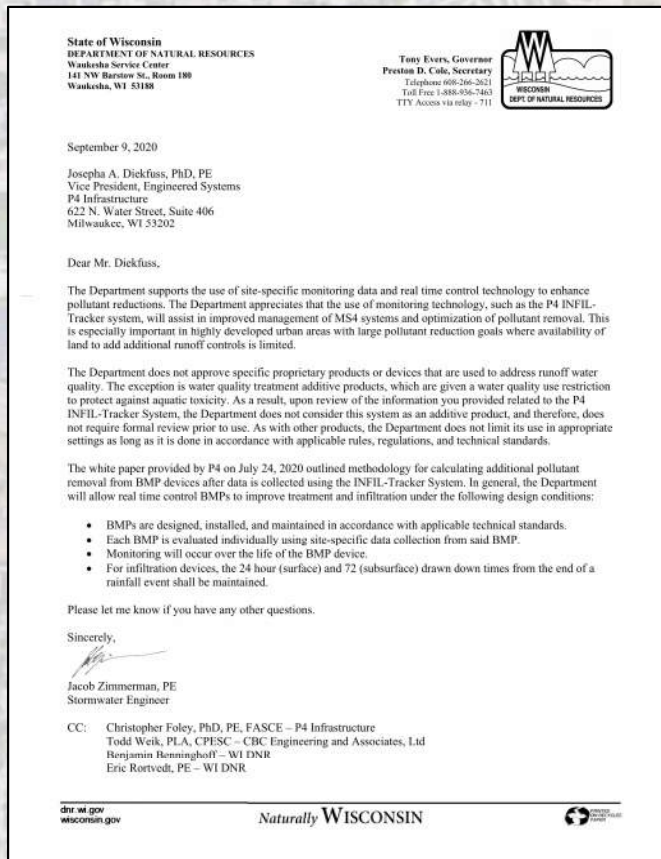 State of Wisconsin
DEPARTMENT OF NATURAL RESOURCES
Waukesha Service Center
141 NW Barstow St., Room 180
Waukesha, WI 53188
Tony Evers, Governor
Preston D. Cole, Secretary
Telephone 608-266-2621
Toll Free 1-888-936-7463
TTY Access via relay - 711
WISCONSIN
DEPT. OF NATURAL RESOURCES
September 9, 2020
Josepha A. Diekfuss, PhD, PE
Vice President, Engineered Systems
P4 Infrastructure
622 N. Water Street, Suite 406
Milwaukee, WI 53202
Dear Mr. Diekfuss,
The Department supports the use of site-specific monitoring data and real time control technology to enhance
pollutant reductions. The Department appreciates that the use of monitoring technology, such as the P4 INFIL-
Tracker system, will assist in improved management of MS4 systems and optimization of pollutant removal. This
is especially important in highly developed urban areas with large pollutant reduction goals where availability of
land to add additional runoff controls is limited.
The Department does not approve specific proprietary products or devices that are used to address runoff water
quality. The exception is water quality treatment additive products, which are given a water quality use restriction
to protect against aquatic toxicity. As a result, upon review of the information you provided related to the P4
INFIL-Tracker System, the Department does not consider this system as an additive product, and therefore, does
not require formal review prior to use. As with other products, the Department does not limit its use in appropriate
settings as long as it is done in accordance with applicable rules, regulations, and technical standards.
The white paper provided by P4 on July 24, 2020 outlined methodology for calculating additional pollutant
removal from BMP devices after data is collected using the INFIL-Tracker System. In general, the Department
will allow real time control BMPs to improve treatment and infiltration under the following design conditions:
• BMPs are designed, installed, and maintained in accordance with applicable technical standards.
• Each BMP is evaluated individually using site-specific data collection from said BMP.
• Monitoring will occur over the life of the BMP device.
• For infiltration devices, the 24 hour (surface) and 72 (subsurface) drawn down times from the end of a
rainfall event shall be maintained.
Please let me know if you have any other questions.
Sincerely,
Jacob Zimmerman, PE
Stormwater Engineer
CC: Christopher Foley, PhD, PE, FASCE – P4 Infrastructure
Todd Weik, PLA, CPESC – CBC Engineering and Associates, Ltd
Benjamin Benninghoff – WI DNR
Eric Rortvedt, PE – WI DNR
dnr.wi.gov
wisconsin.gov
Naturally WISCONSIN
PRINTED
ON RECYCLED
PAPER